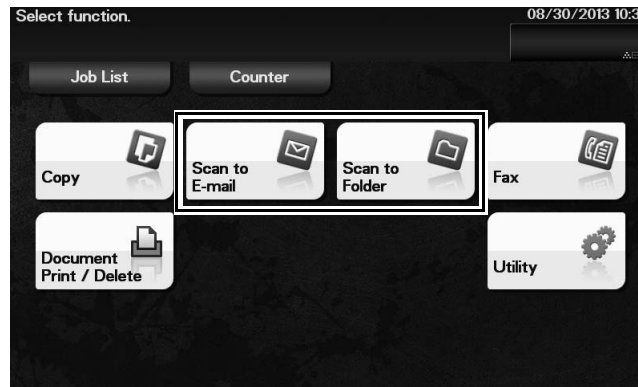 Select function.
08/30/2013 10:3
Job List
Counter
Copy
Scan to
E-mail
Scan to
Folder
Fax
Document
Print / Delete
Utility